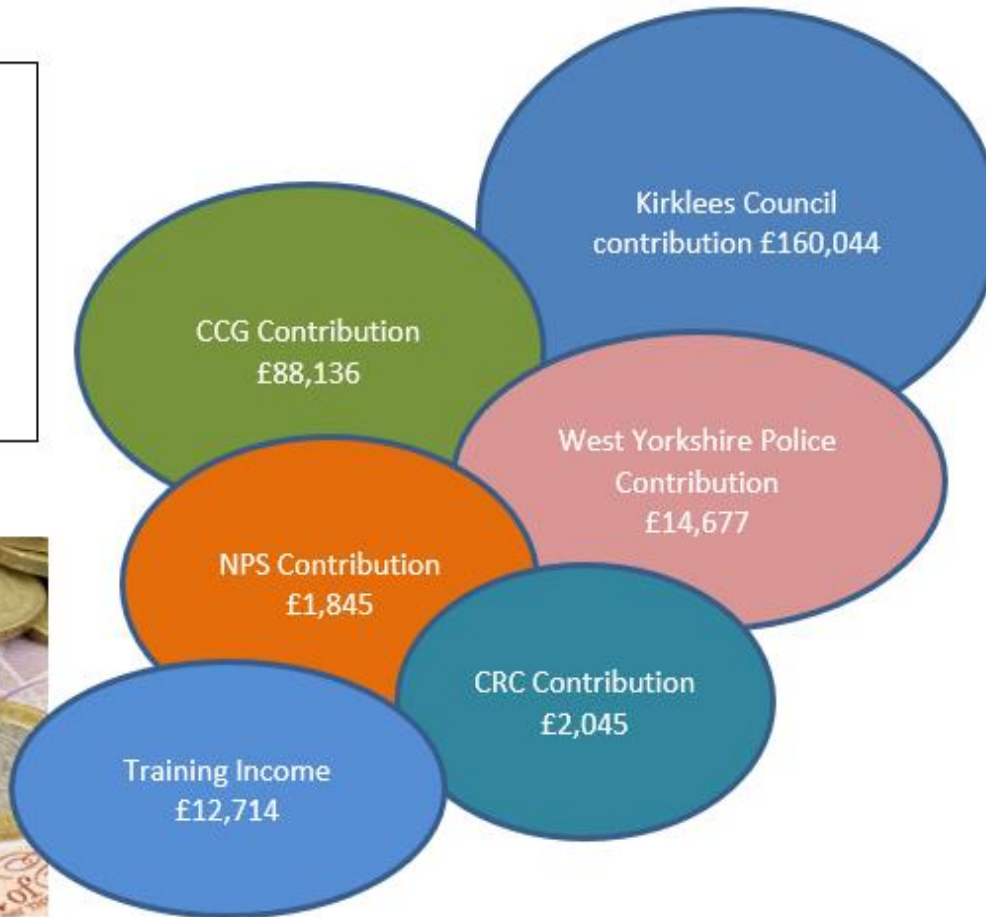 Kirklees Council
contribution £160,044
CCG Contribution
£88,136
West Yorkshire Police
Contribution
£14,677
NPS Contribution
£1,845
CRC Contribution
£2,045
Training Income
£12,714
of